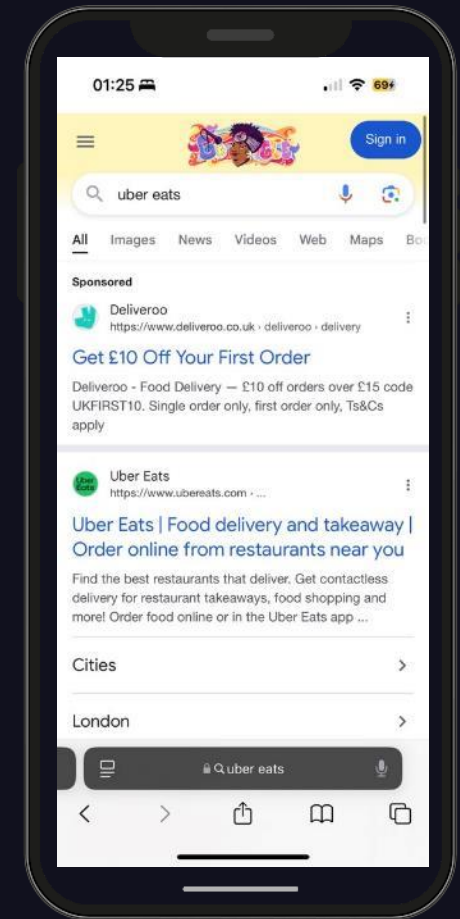 01:25
69
Sign in
uber eats
All Images News Videos Web Maps
Sponsored
Deliveroo
https://www.deliveroo.co.uk › deliveroo › delivery
Get £10 Off Your First Order
Deliveroo - Food Delivery — £10 off orders over £15 code
UKFIRST10. Single order only, first order only, Ts&Cs
apply
Uber
Eats
Uber Eats
https://www.ubereats.com › ...
Uber Eats | Food delivery and takeaway |
Order online from restaurants near you
Find the best restaurants that deliver. Get contactless
delivery for restaurant takeaways, food shopping and
more! Order food online or in the Uber Eats app ...
Cities
London
uber eats